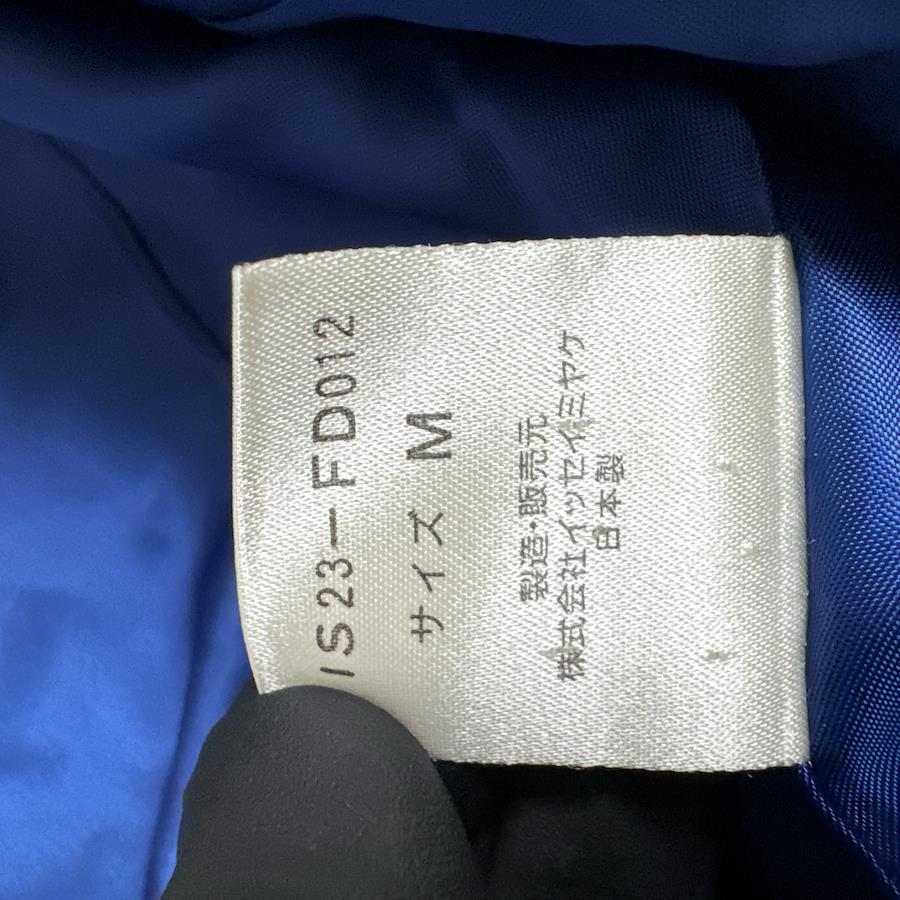 IS23-FD012
サイズ M
製造・販売元
株式会社イッセイミヤケ
日本製